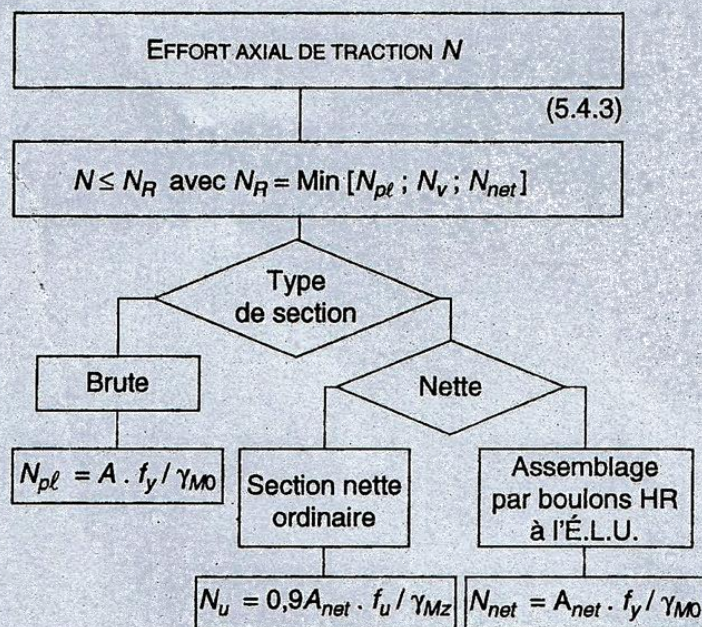 EFFORT AXIAL DE TRACTION N
(5.4.3)
N ≤ N_R avec N_R = Min [N_pℓ ; N_v ; N_net]
Type
de section
Brute
Nette
N_pℓ = A . f_y / γ_M0
Section nette
ordinaire
Assemblage
par boulons HR
à l'É.L.U.
N_u = 0,9A_net . f_u / γ_Mz
N_net = A_net . f_y / γ_M0